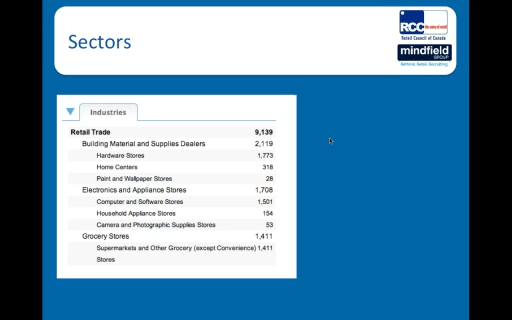 Sectors
RCC
Retail Council of Canada
mindfield
GROUP
Rethink. Retail. Recruiting.
Industries
Retail Trade 9,139
Building Material and Supplies Dealers 2,119
Hardware Stores 1,773
Home Centers 318
Paint and Wallpaper Stores 28
Electronics and Appliance Stores 1,708
Computer and Software Stores 1,501
Household Appliance Stores 154
Camera and Photographic Supplies Stores 53
Grocery Stores 1,411
Supermarkets and Other Grocery (except Convenience) 1,411
Stores